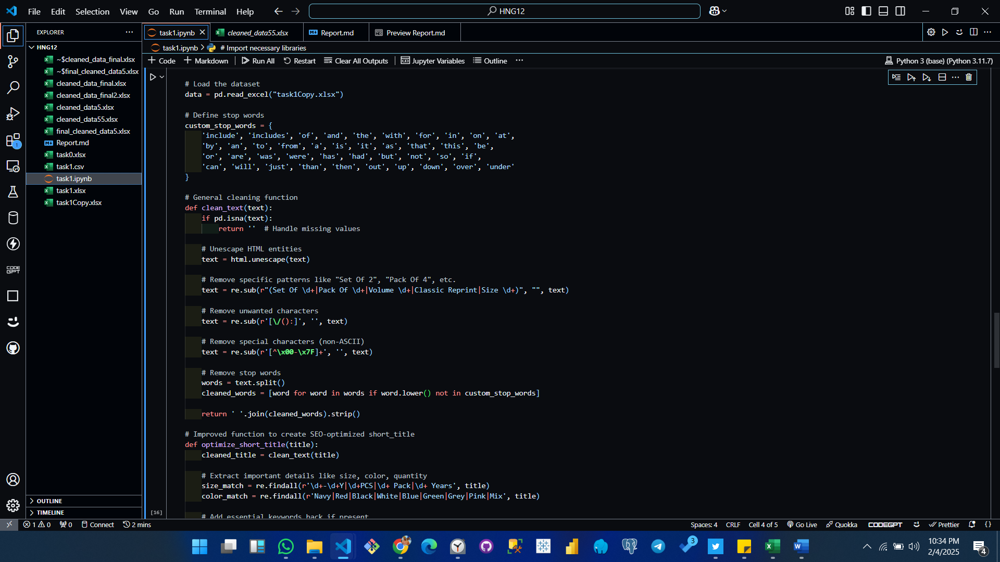 File Edit Selection View Go Run Terminal Help
HNG12
EXPLORER
task1.ipynb
cleaned_data55.xlsx
Report.md
Preview Report.md
HNG12
~$cleaned_data_final.xlsx
~$final_cleaned_data5.xlsx
cleaned_data_final.xlsx
cleaned_data_final2.xlsx
cleaned_data5.xlsx
cleaned_data55.xlsx
final_cleaned_data5.xlsx
Report.md
task0.xlsx
task1.csv
task1.ipynb
task1.xlsx
task1Copy.xlsx
OUTLINE
TIMELINE
CODE
GPT
1
task1.ipynb > # Import necessary libraries
+ Code + Markdown Run All Restart Clear All Outputs Jupyter Variables Outline ...
Python 3 (base) (Python 3.11.7)
# Load the dataset
data = pd.read_excel("task1Copy.xlsx")
# Define stop words
custom_stop_words = {
'include', 'includes', 'of', 'and', 'the', 'with', 'for', 'in', 'on', 'at',
'by', 'an', 'to', 'from', 'a', 'is', 'it', 'as', 'that', 'this', 'be',
'or', 'are', 'was', 'were', 'has', 'had', 'but', 'not', 'so', 'if',
'can', 'will', 'just', 'than', 'then', 'out', 'up', 'down', 'over', 'under'
}
# General cleaning function
def clean_text(text):
if pd.isna(text):
return ''  # Handle missing values
# Unescape HTML entities
text = html.unescape(text)
# Remove specific patterns like "Set Of 2", "Pack Of 4", etc.
text = re.sub(r"(Set Of \d+|Pack Of \d+|Volume \d+|Classic Reprint|Size \d+)", "", text)
# Remove unwanted characters
text = re.sub(r'[\/():]', '', text)
# Remove special characters (non-ASCII)
text = re.sub(r'[^\x00-\x7F]+', '', text)
# Remove stop words
words = text.split()
cleaned_words = [word for word in words if word.lower() not in custom_stop_words]
return ' '.join(cleaned_words).strip()
# Improved function to create SEO-optimized short_title
def optimize_short_title(title):
cleaned_title = clean_text(title)
# Extract important details like size, color, quantity
size_match = re.findall(r'\d+-\d+Y|\d+PCS|\d+ Pack|\d+ Years', title)
color_match = re.findall(r'Navy|Red|Black|White|Blue|Green|Grey|Pink|Mix', title)
[16]
# Add essential keywords back if present
1 0 0 Connect 2 mins
Spaces: 4 CRLF Cell 4 of 5 Go Live Quokka CODEGPT Prettier {}
3
10:34 PM
2/4/2025
4